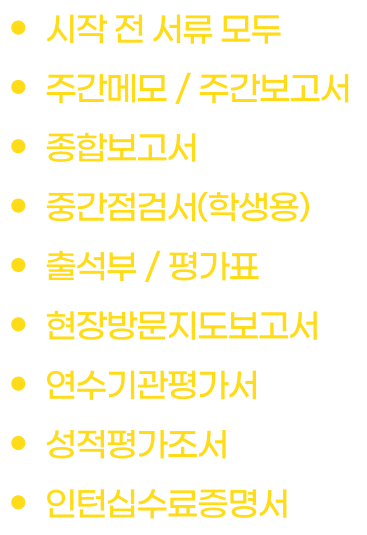 • 시작 전 서류 모두
• 주간메모 / 주간보고서
• 종합보고서
• 중간점검서(학생용)
• 출석부 / 평가표
• 현장방문지도보고서
• 연수기관평가서
• 성적평가조서
• 인턴십수료증명서